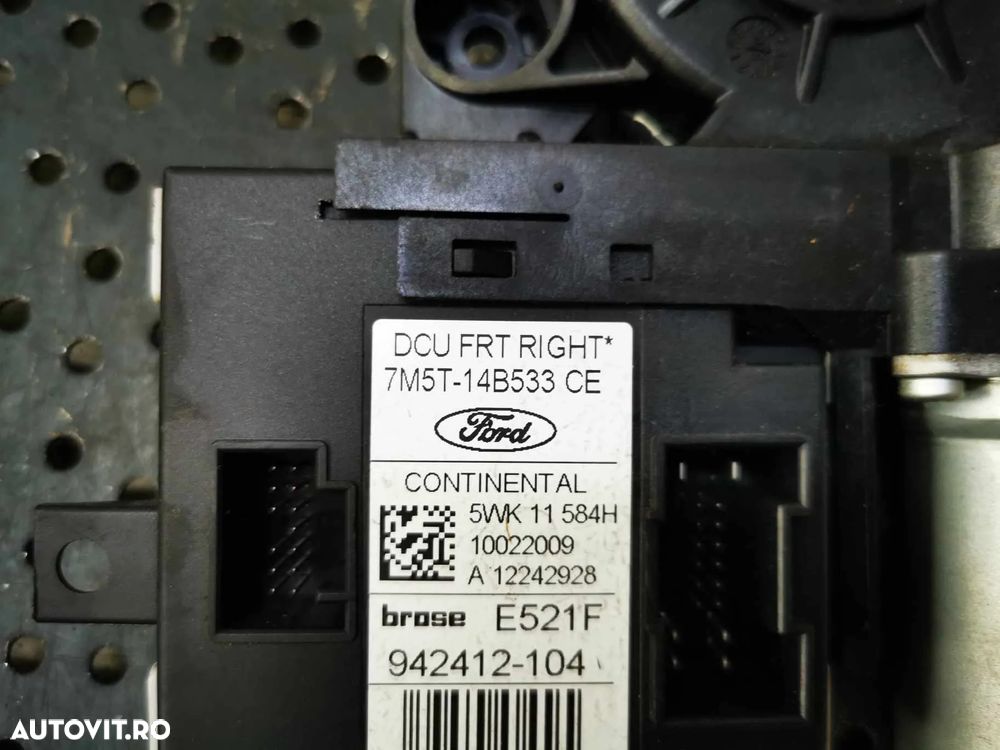 DCU FRT RIGHT*
7M5T-14B533 CE
Ford
CONTINENTAL
5WK 11 584H
10022009
A 12242928
brose E521F
942412-104
AUTOVIT.RO